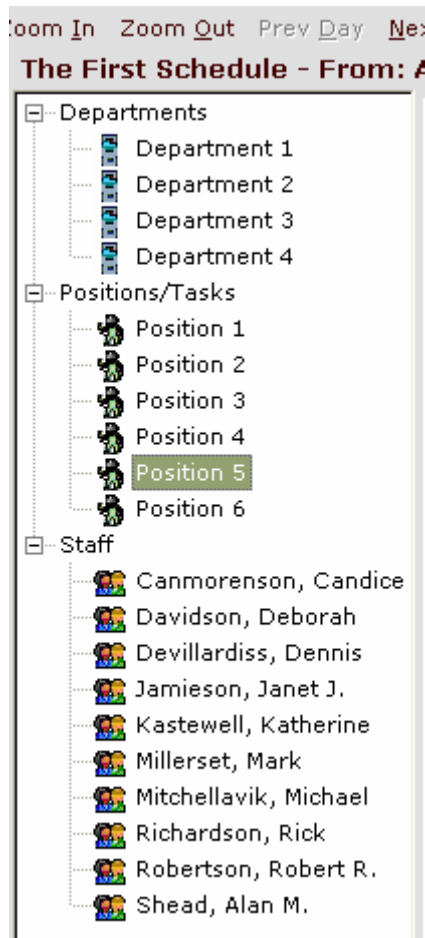 Zoom In Zoom Out Prev Day
The First Schedule - From:
Departments
Department 1
Department 2
Department 3
Department 4
Positions/Tasks
Position 1
Position 2
Position 3
Position 4
Position 5
Position 6
Staff
Canmorenson, Candice
Davidson, Deborah
Devillardiss, Dennis
Jamieson, Janet J.
Kastewell, Katherine
Millerset, Mark
Mitchellavik, Michael
Richardson, Rick
Robertson, Robert R.
Shead, Alan M.